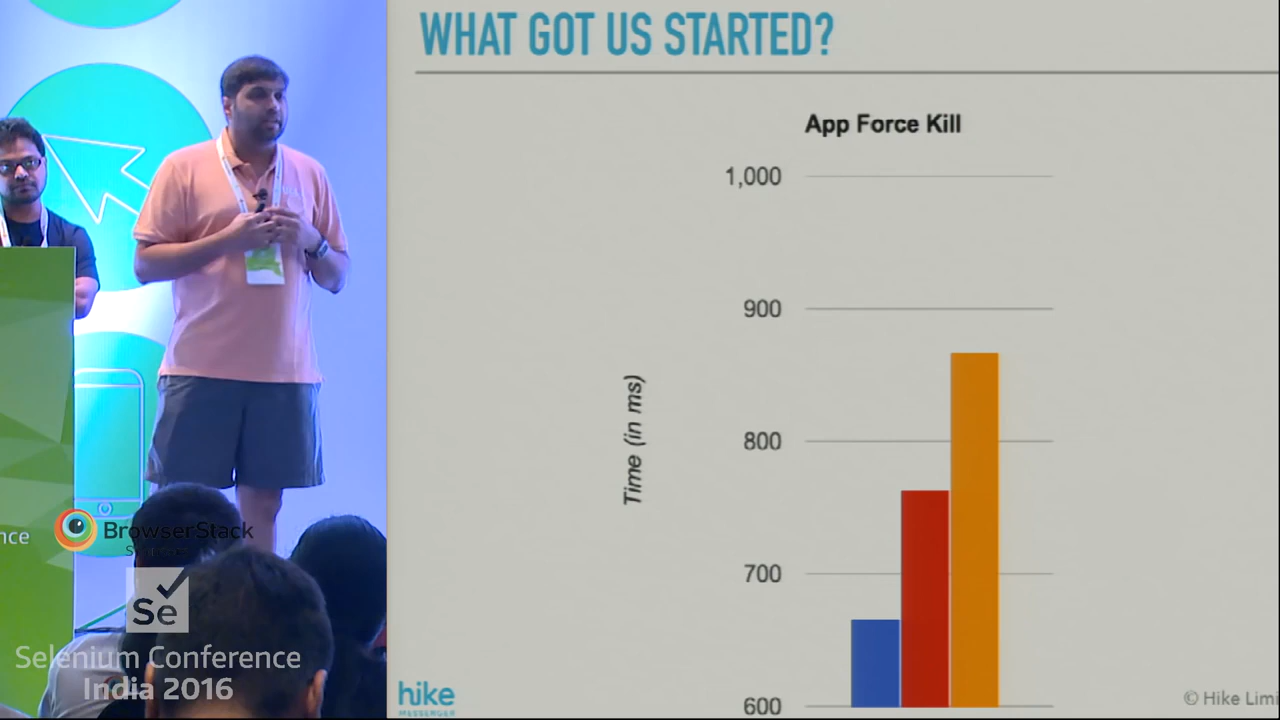 WHAT GOT US STARTED?
App Force Kill
1,000
900
800
700
600
Time (in ms)
nce
BrowserStack
Se
Selenium Conference
India 2016
hike
MESSENGER
© Hike Limi